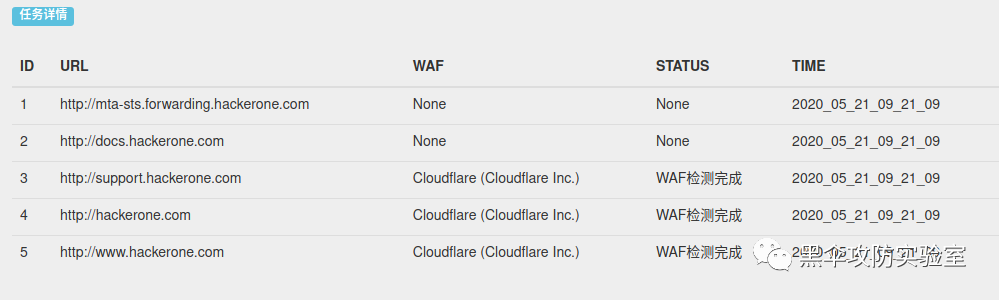 任务详情
ID URL WAF STATUS TIME
1 http://mta-sts.forwarding.hackerone.com None None 2020_05_21_09_21_09
2 http://docs.hackerone.com None None 2020_05_21_09_21_09
3 http://support.hackerone.com Cloudflare (Cloudflare Inc.) WAF检测完成 2020_05_21_09_21_09
4 http://hackerone.com Cloudflare (Cloudflare Inc.) WAF检测完成 2020_05_21_09_21_09
5 http://www.hackerone.com Cloudflare (Cloudflare Inc.) WAF检测完成
黑伞攻防实验室